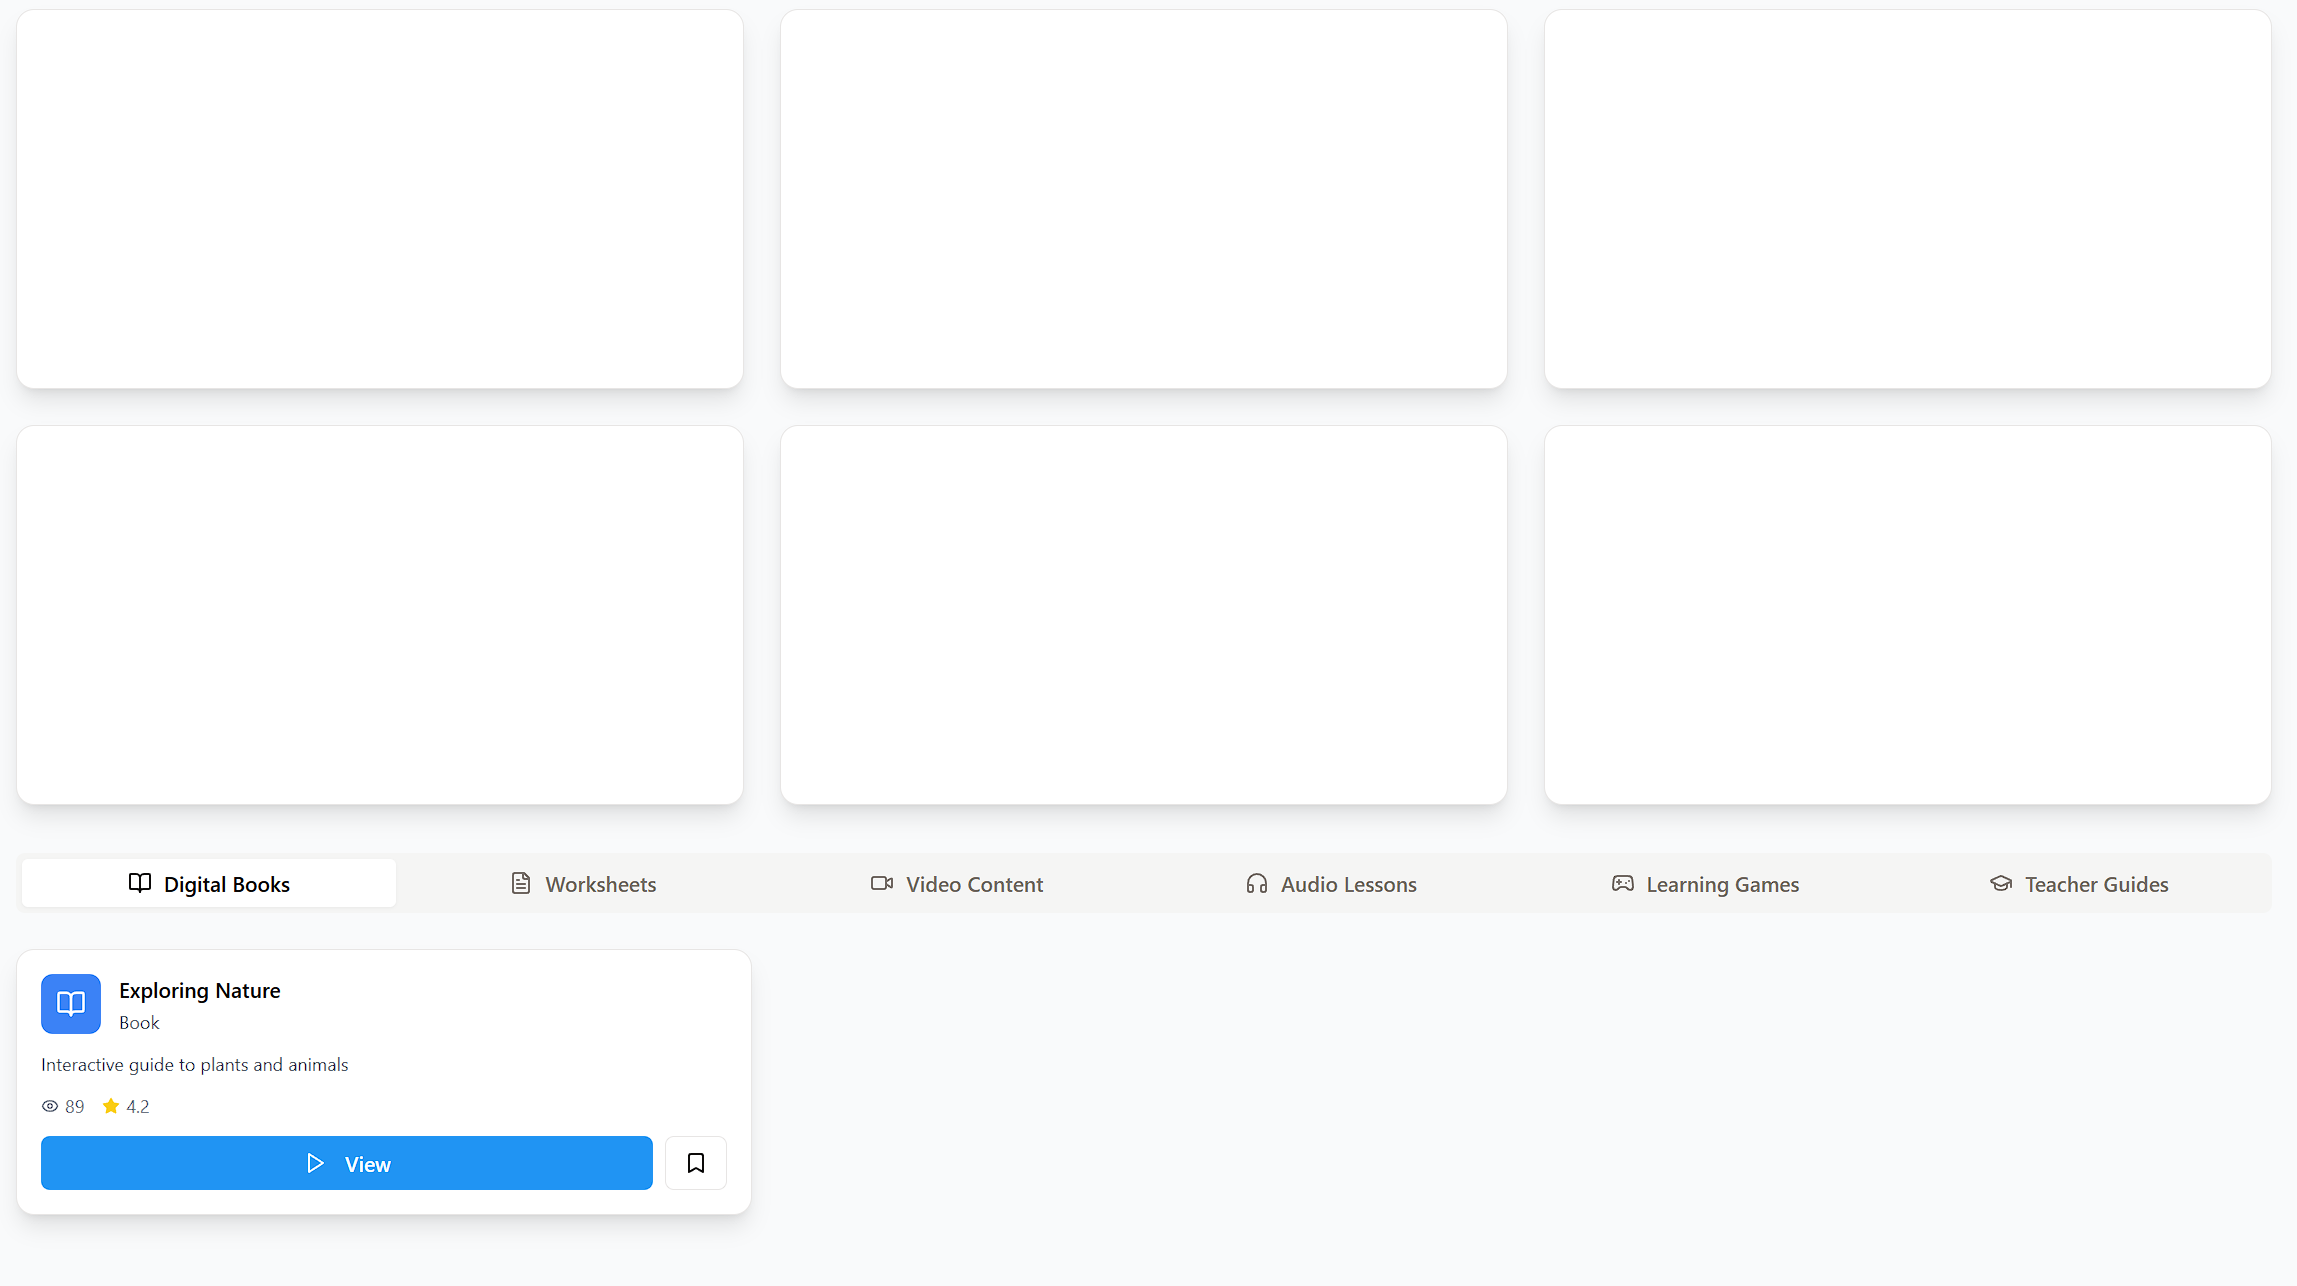 Digital Books
Worksheets
Video Content
Audio Lessons
Learning Games
Teacher Guides
Exploring Nature
Book
Interactive guide to plants and animals
89 4.2
View